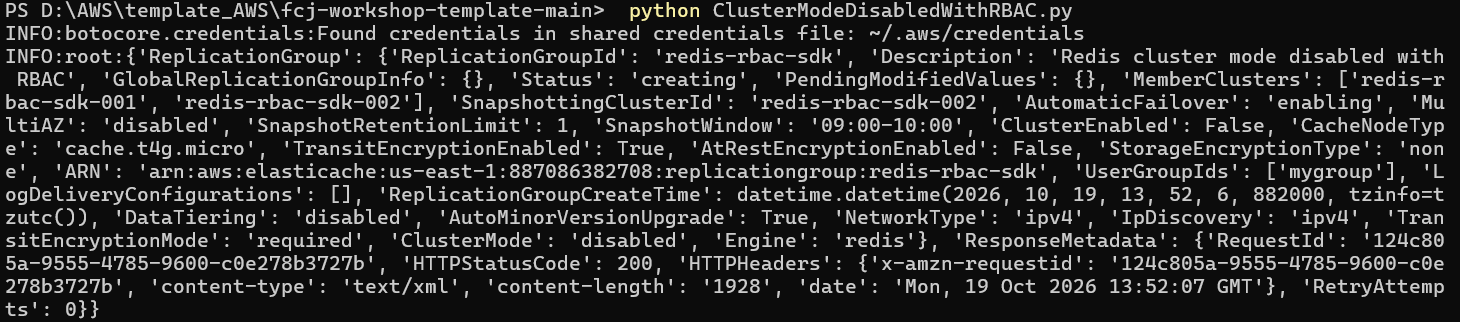 PS D:\AWS\template_AWS\fcj-workshop-template-main>  python ClusterModeDisabledWithRBAC.py
INFO:botocore.credentials:Found credentials in shared credentials file: ~/.aws/credentials
INFO:root:{'ReplicationGroup': {'ReplicationGroupId': 'redis-rbac-sdk', 'Description': 'Redis cluster mode disabled with
 RBAC', 'GlobalReplicationGroupInfo': {}, 'Status': 'creating', 'PendingModifiedValues': {}, 'MemberClusters': ['redis-r
bac-sdk-001', 'redis-rbac-sdk-002'], 'SnapshottingClusterId': 'redis-rbac-sdk-002', 'AutomaticFailover': 'enabling', 'Mu
ltiAZ': 'disabled', 'SnapshotRetentionLimit': 1, 'SnapshotWindow': '09:00-10:00', 'ClusterEnabled': False, 'CacheNodeTyp
e': 'cache.t4g.micro', 'TransitEncryptionEnabled': True, 'AtRestEncryptionEnabled': False, 'StorageEncryptionType': 'non
e', 'ARN': 'arn:aws:elasticache:us-east-1:887086382708:replicationgroup:redis-rbac-sdk', 'UserGroupIds': ['mygroup'], 'L
ogDeliveryConfigurations': [], 'ReplicationGroupCreateTime': datetime.datetime(2026, 10, 19, 13, 52, 6, 882000, tzinfo=t
zutc()), 'DataTiering': 'disabled', 'AutoMinorVersionUpgrade': True, 'NetworkType': 'ipv4', 'IpDiscovery': 'ipv4', 'Tran
sitEncryptionMode': 'required', 'ClusterMode': 'disabled', 'Engine': 'redis'}, 'ResponseMetadata': {'RequestId': '124c80
5a-9555-4785-9600-c0e278b3727b', 'HTTPStatusCode': 200, 'HTTPHeaders': {'x-amzn-requestid': '124c805a-9555-4785-9600-c0e
278b3727b', 'content-type': 'text/xml', 'content-length': '1928', 'date': 'Mon, 19 Oct 2026 13:52:07 GMT'}, 'RetryAttemp
ts': 0}}